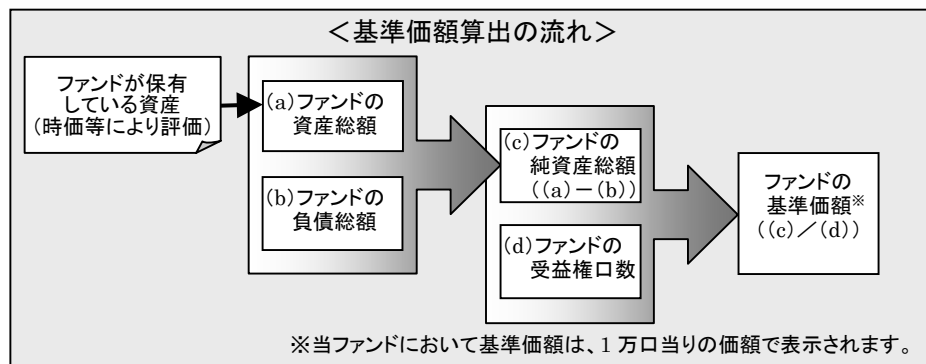 ＜基準価額算出の流れ＞
ファンドが保有
している資産
(時価等により評価)
(a)ファンドの
資産総額
(b)ファンドの
負債総額
(c)ファンドの
純資産総額
((a)－(b))
(d)ファンドの
受益権口数
ファンドの
基準価額※
((c)／(d))
※当ファンドにおいて基準価額は、1 万口当りの価額で表示されます。